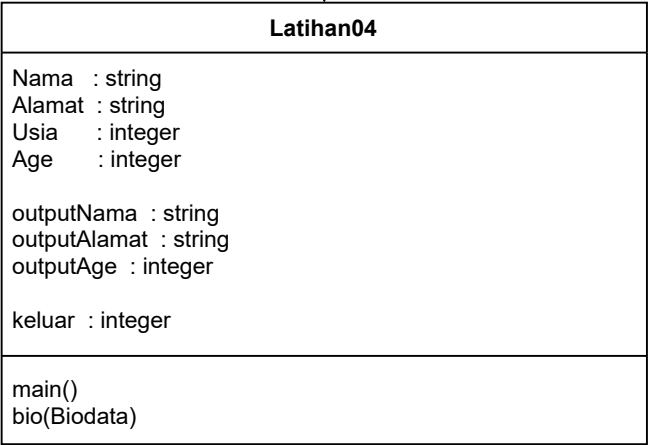 Latihan04
Nama : string
Alamat : string
Usia : integer
Age : integer
outputNama : string
outputAlamat : string
outputAge : integer
keluar : integer
main()
bio(Biodata)